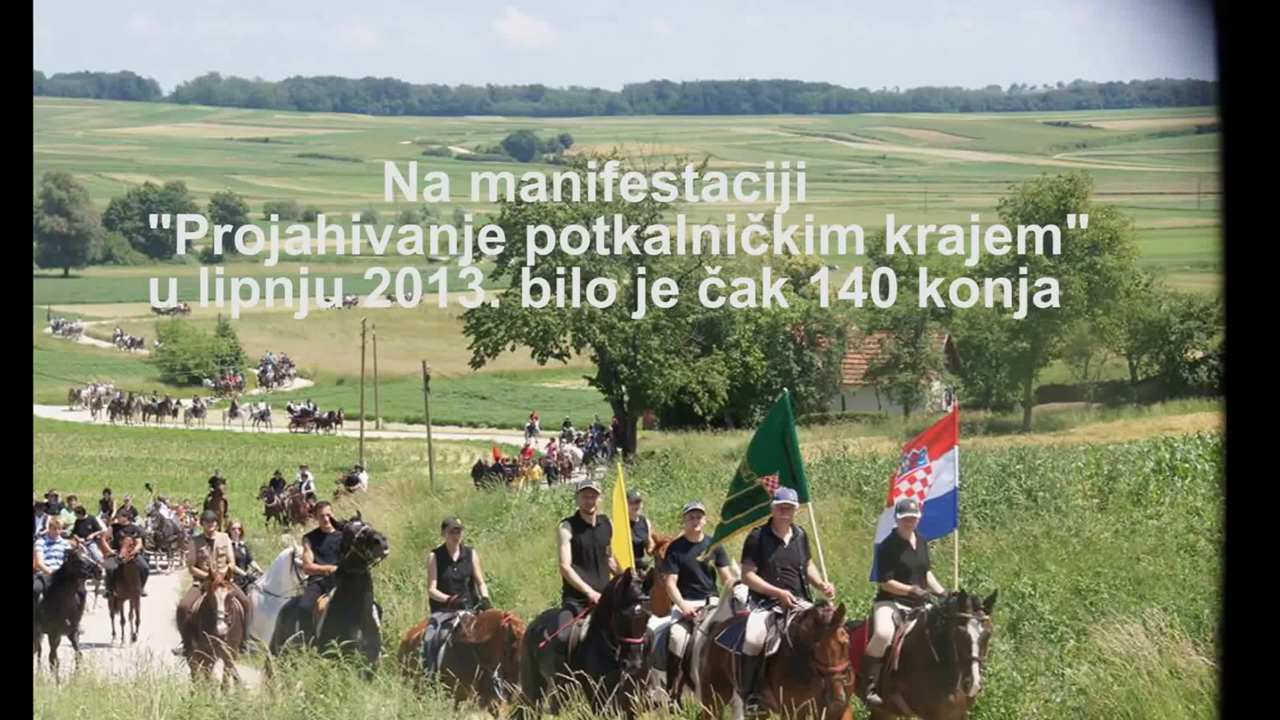 Na manifestaciji
"Projahivanje potkalničkim krajem"
u lipnju 2013. bilo je čak 140 konja